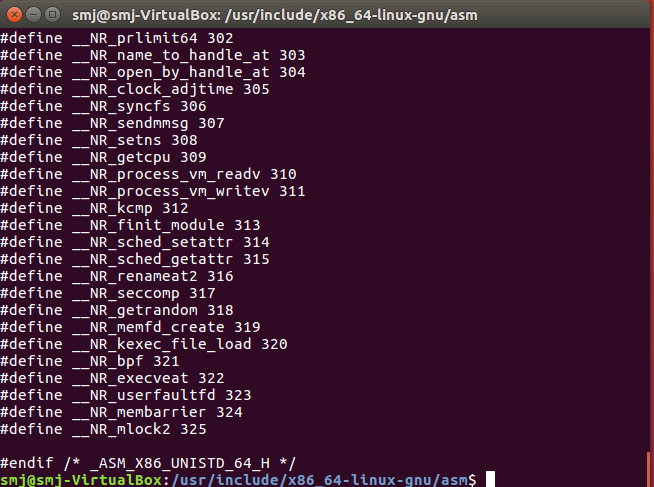 smj@smj-VirtualBox: /usr/include/x86_64-linux-gnu/asm
#define __NR_prlimit64 302
#define __NR_name_to_handle_at 303
#define __NR_open_by_handle_at 304
#define __NR_clock_adjtime 305
#define __NR_syncfs 306
#define __NR_sendmmsg 307
#define __NR_setns 308
#define __NR_getcpu 309
#define __NR_process_vm_readv 310
#define __NR_process_vm_writev 311
#define __NR_kcmp 312
#define __NR_finit_module 313
#define __NR_sched_setattr 314
#define __NR_sched_getattr 315
#define __NR_renameat2 316
#define __NR_seccomp 317
#define __NR_getrandom 318
#define __NR_memfd_create 319
#define __NR_kexec_file_load 320
#define __NR_bpf 321
#define __NR_execveat 322
#define __NR_userfaultfd 323
#define __NR_membarrier 324
#define __NR_mlock2 325
#endif /* _ASM_X86_UNISTD_64_H */
smj@smj-VirtualBox:/usr/include/x86_64-linux-gnu/asm$